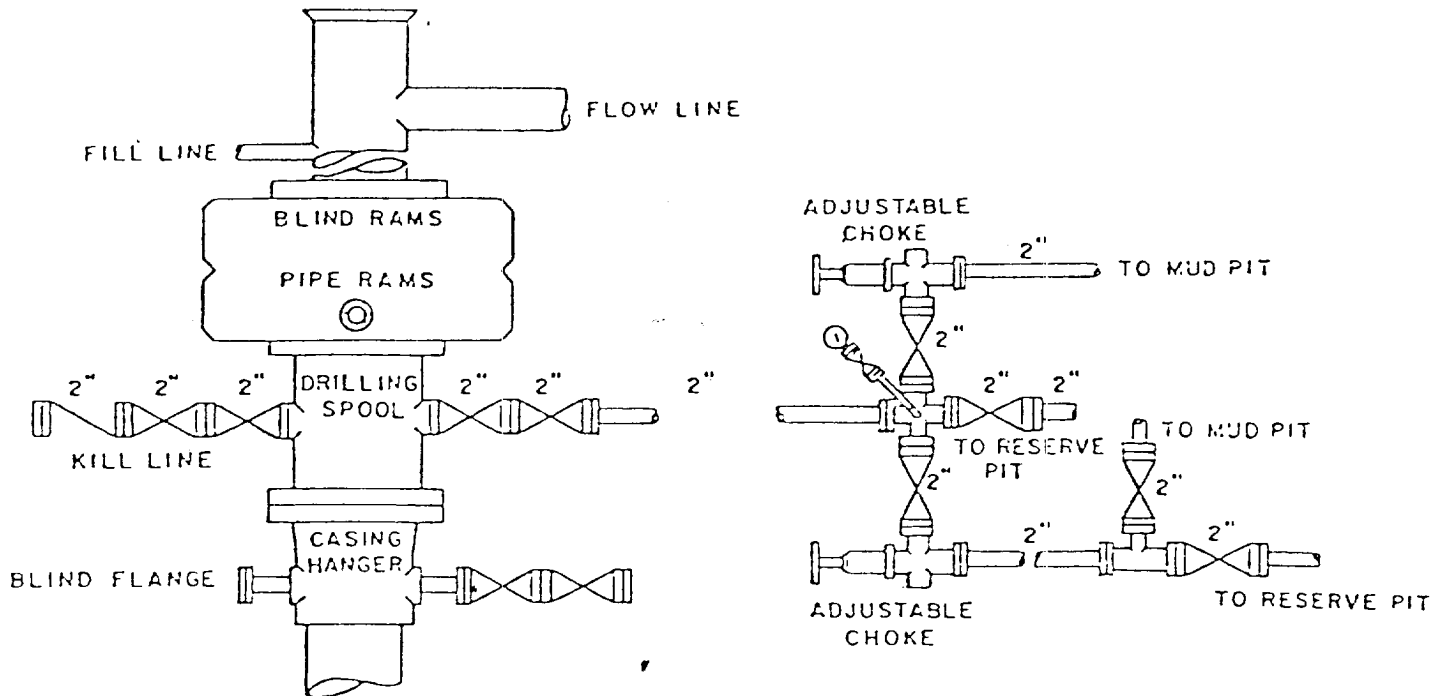 FLOW LINE
FILL LINE
BLIND RAMS
PIPE RAMS
2" 2" 2" DRILLING SPOOL 2" 2" 2"
KILL LINE
CASING
HANGER
BLIND FLANGE
ADJUSTABLE
CHOKE
2"
TO MUD PIT
2"
2" 2"
TO RESERVE
PIT
TO MUD PIT
2"
2"
2"
2"
TO RESERVE PIT
ADJUSTABLE
CHOKE